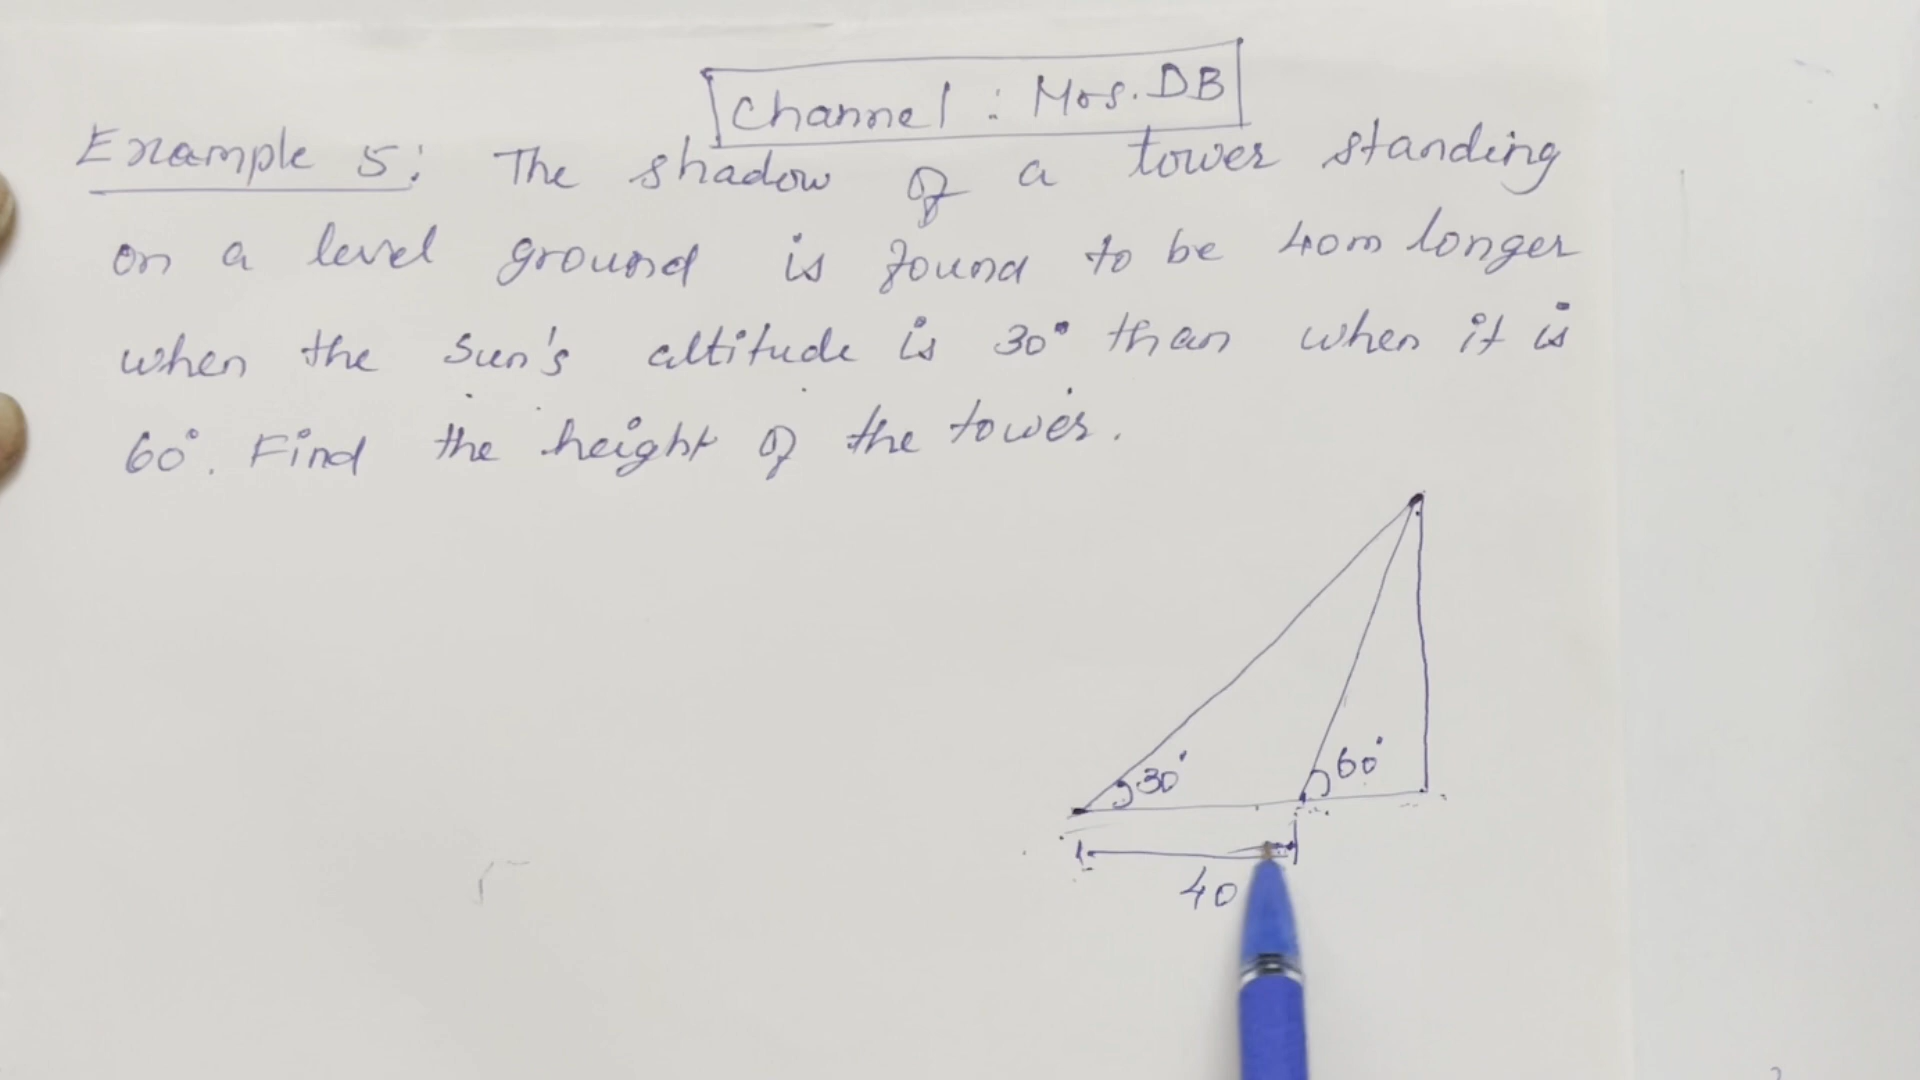 Channel : Mrs. DB
Example 5: The shadow of a tower standing
on a level ground is found to be 40m longer
when the sun's altitude is 30° than when it is
60°. Find the height of the tower.
30°
60°
40